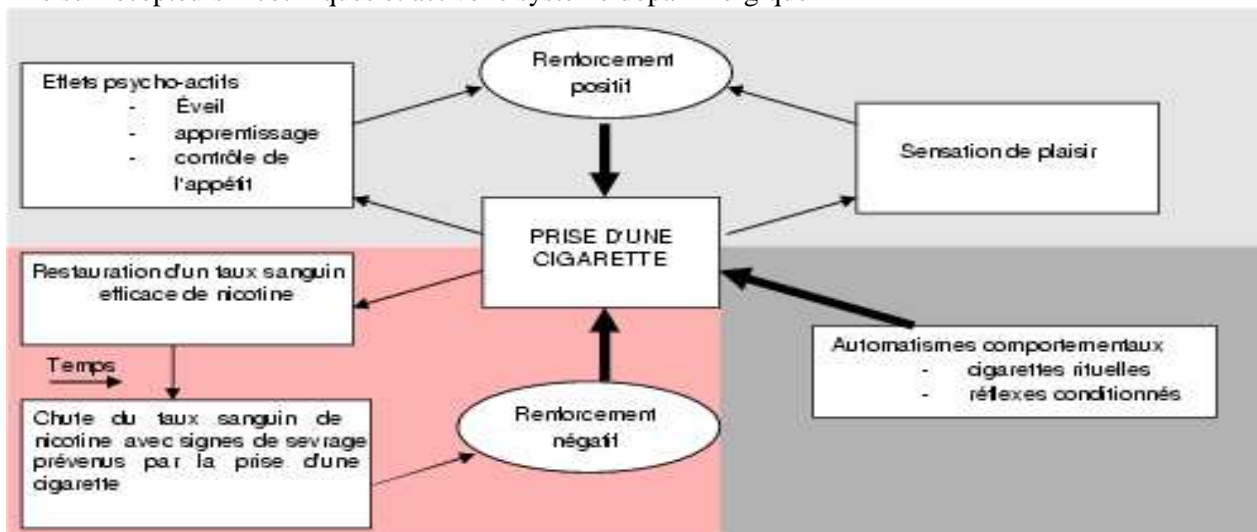 Effets psycho-actifs
- Éveil
- apprentissage
- contrôle de
l'appétit
Renforcement
positif
Sensation de plaisir
PRISE D'UNE
CIGARETTE
Restauration d'un taux sanguin
efficace de nicotine
Temps
Chute du taux sanguin de
nicotine avec signes de sevrage
prévenus par la prise d'une
cigarette
Renforcement
négatif
Automatismes comportementaux
- cigarettes rituelles
- réflexes conditionnés